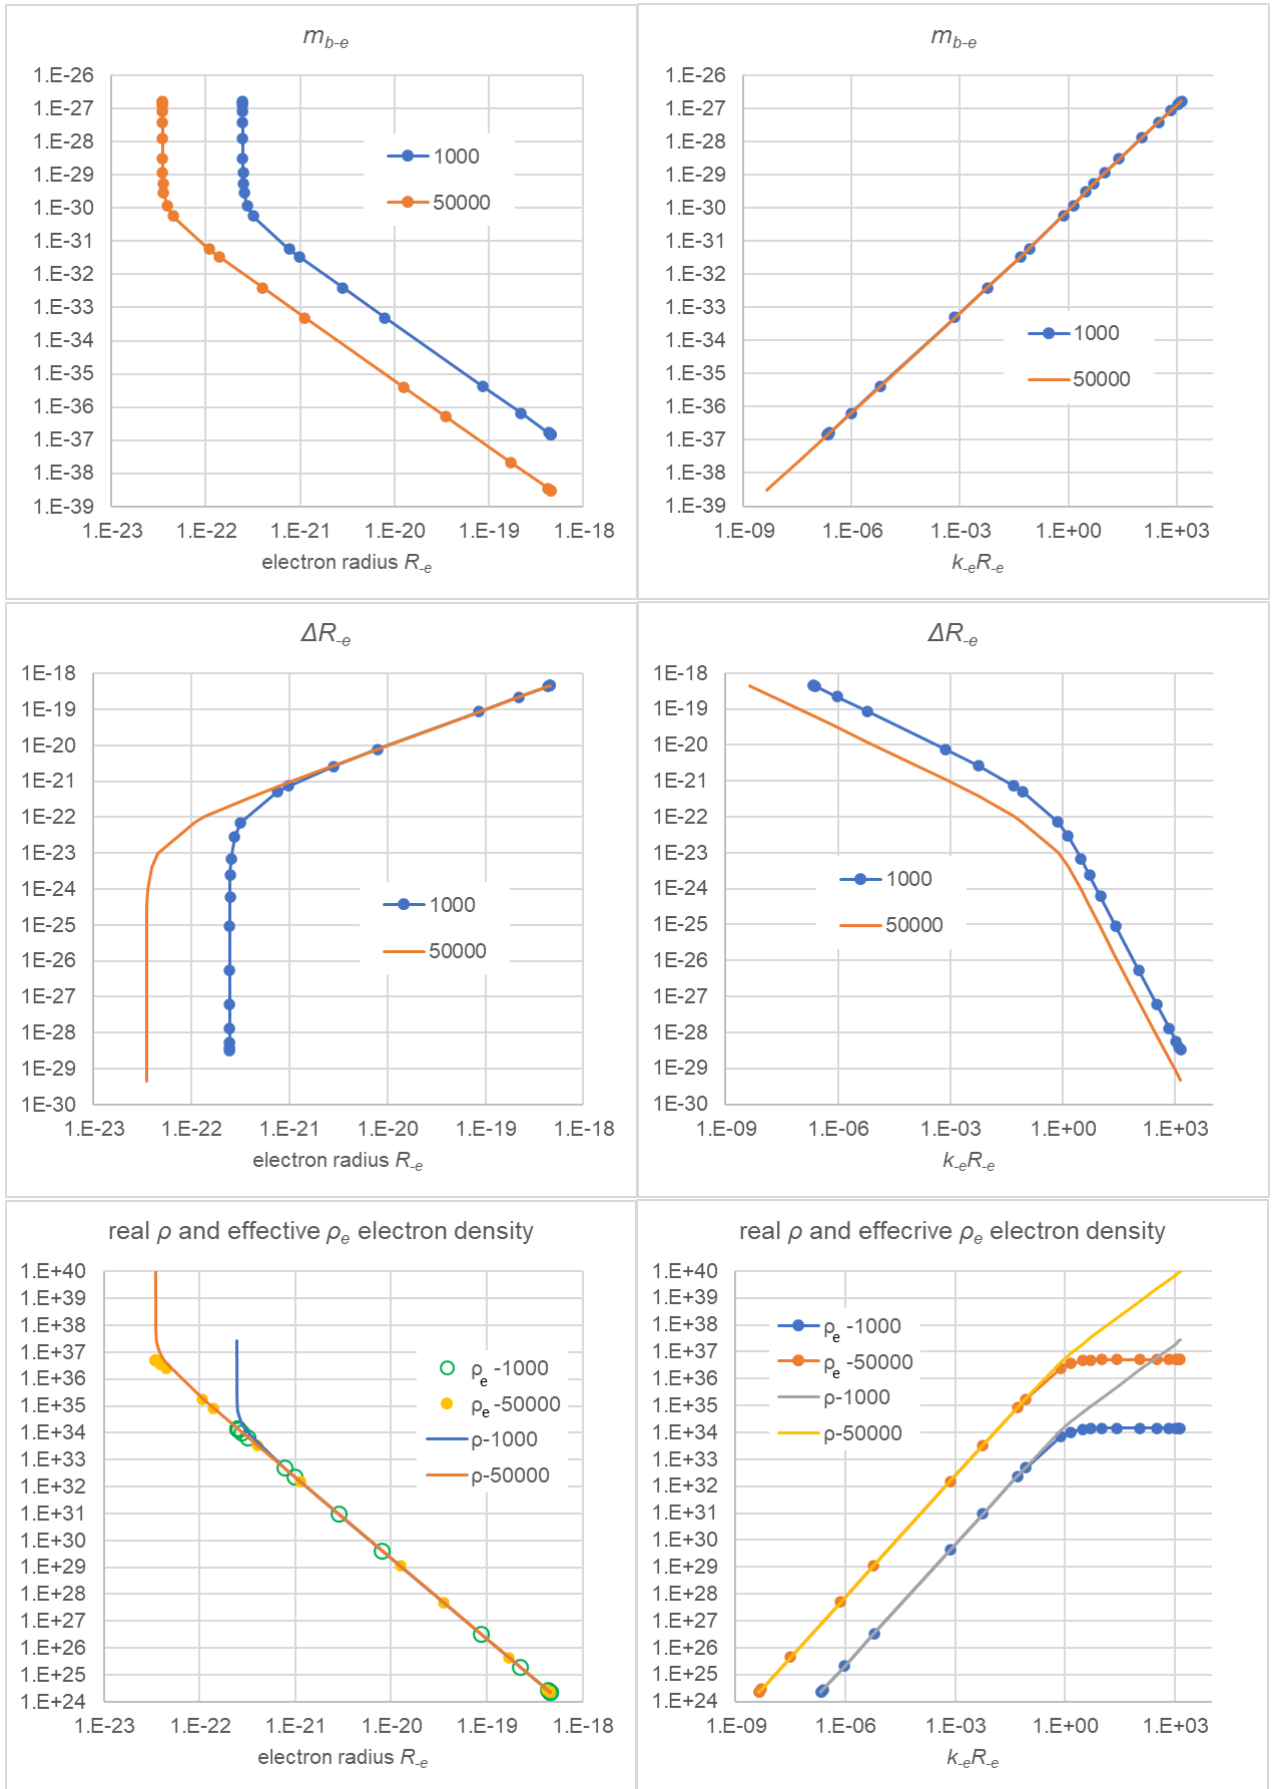 m_b-e
1.E-26
1.E-27
1.E-28
1.E-29
1.E-30
1.E-31
1.E-32
1.E-33
1.E-34
1.E-35
1.E-36
1.E-37
1.E-38
1.E-39
1000
50000
1.E-23 1.E-22 1.E-21 1.E-20 1.E-19 1.E-18
electron radius R_-e
m_b-e
1.E-26
1.E-27
1.E-28
1.E-29
1.E-30
1.E-31
1.E-32
1.E-33
1.E-34
1.E-35
1.E-36
1.E-37
1.E-38
1.E-39
1000
50000
1.E-09 1.E-06 1.E-03 1.E+00 1.E+03
k_-eR_-e
ΔR_-e
1E-18
1E-19
1E-20
1E-21
1E-22
1E-23
1E-24
1E-25
1E-26
1E-27
1E-28
1E-29
1E-30
1000
50000
1.E-23 1.E-22 1.E-21 1.E-20 1.E-19 1.E-18
electron radius R_-e
ΔR_-e
1E-18
1E-19
1E-20
1E-21
1E-22
1E-23
1E-24
1E-25
1E-26
1E-27
1E-28
1E-29
1E-30
1000
50000
1.E-09 1.E-06 1.E-03 1.E+00 1.E+03
k_-eR_-e
real ρ and effective ρ_e electron density
1.E+40
1.E+39
1.E+38
1.E+37
1.E+36
1.E+35
1.E+34
1.E+33
1.E+32
1.E+31
1.E+30
1.E+29
1.E+28
1.E+27
1.E+26
1.E+25
1.E+24
ρ_e -1000
ρ_e -50000
ρ-1000
ρ-50000
1.E-23 1.E-22 1.E-21 1.E-20 1.E-19 1.E-18
electron radius R_-e
real ρ and effecrive ρ_e electron density
1.E+40
1.E+39
1.E+38
1.E+37
1.E+36
1.E+35
1.E+34
1.E+33
1.E+32
1.E+31
1.E+30
1.E+29
1.E+28
1.E+27
1.E+26
1.E+25
1.E+24
ρ_e -1000
ρ_e -50000
ρ-1000
ρ-50000
1.E-09 1.E-06 1.E-03 1.E+00 1.E+03
k_-eR_-e